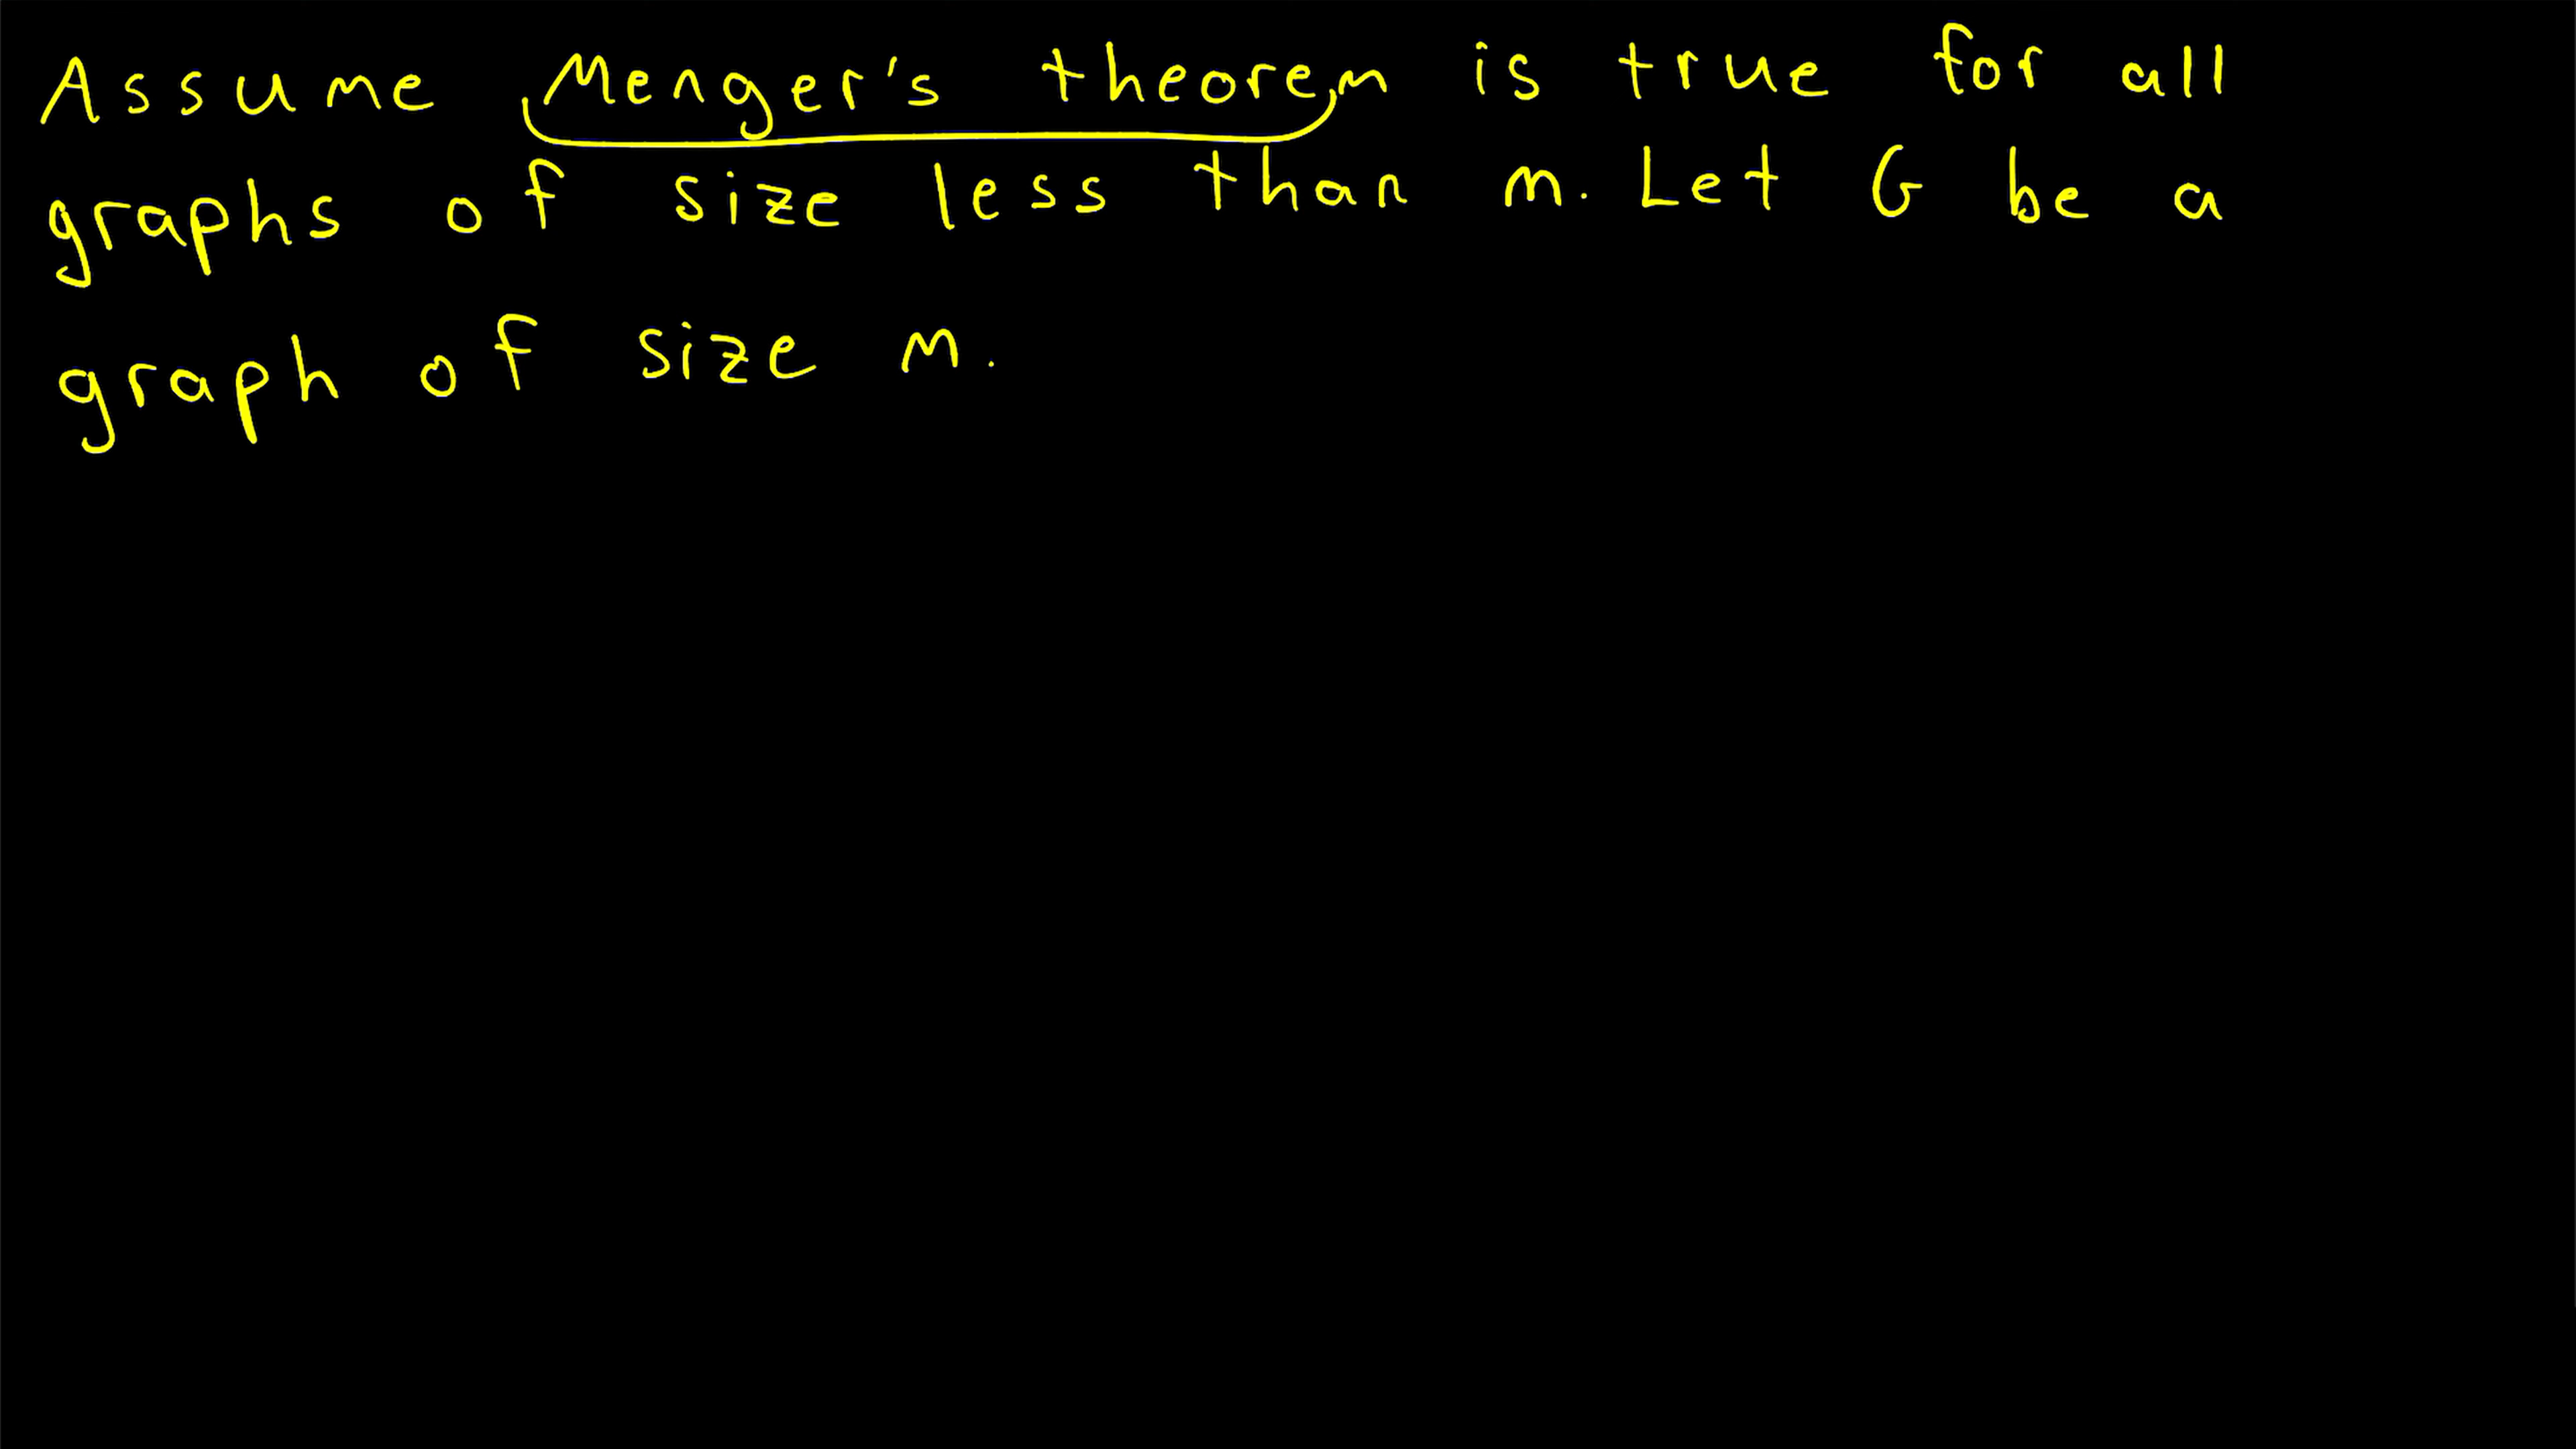 Assume Menger's theorem is true for all
graphs of size less than m. Let G be a
graph of size m.